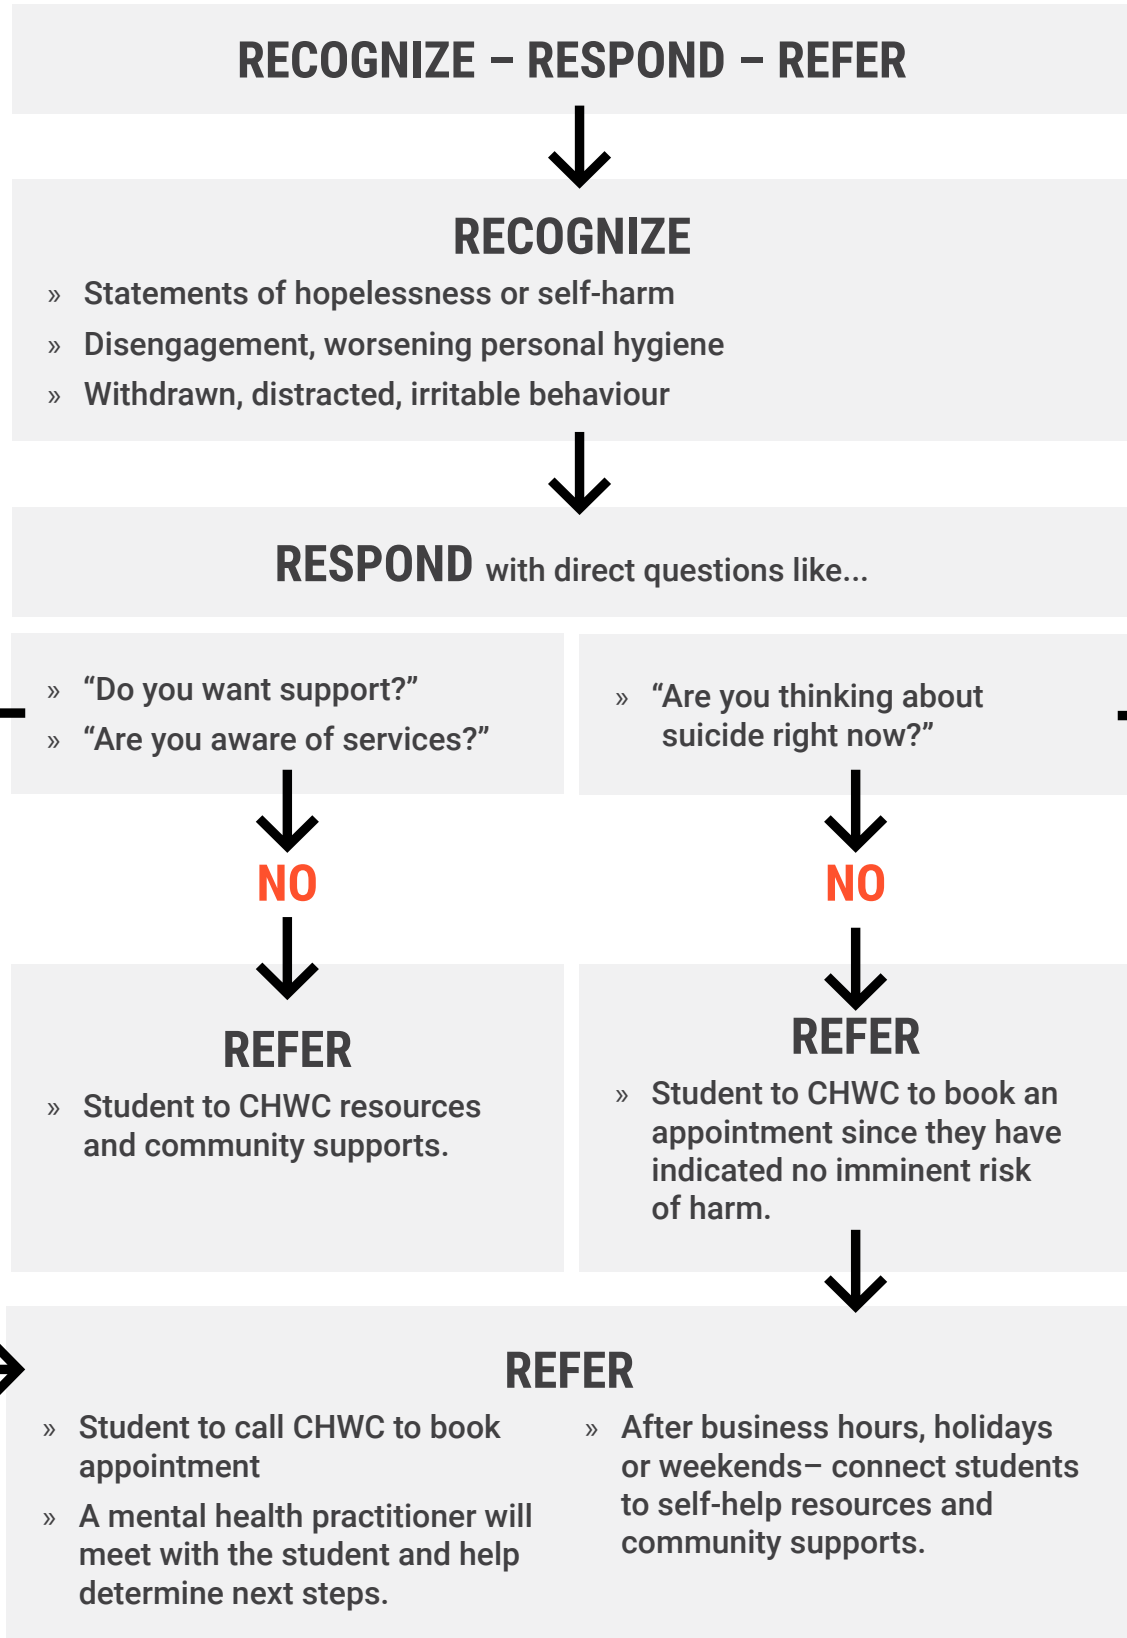 RECOGNIZE – RESPOND – REFER
RECOGNIZE
» Statements of hopelessness or self-harm
» Disengagement, worsening personal hygiene
» Withdrawn, distracted, irritable behaviour
RESPOND with direct questions like...
» “Do you want support?”
» “Are you aware of services?”
» “Are you thinking about
suicide right now?”
NO
NO
REFER
» Student to CHWC resources
and community supports.
REFER
» Student to CHWC to book an
appointment since they have
indicated no imminent risk
of harm.
REFER
» Student to call CHWC to book
appointment
» A mental health practitioner will
meet with the student and help
determine next steps.
» After business hours, holidays
or weekends– connect students
to self-help resources and
community supports.